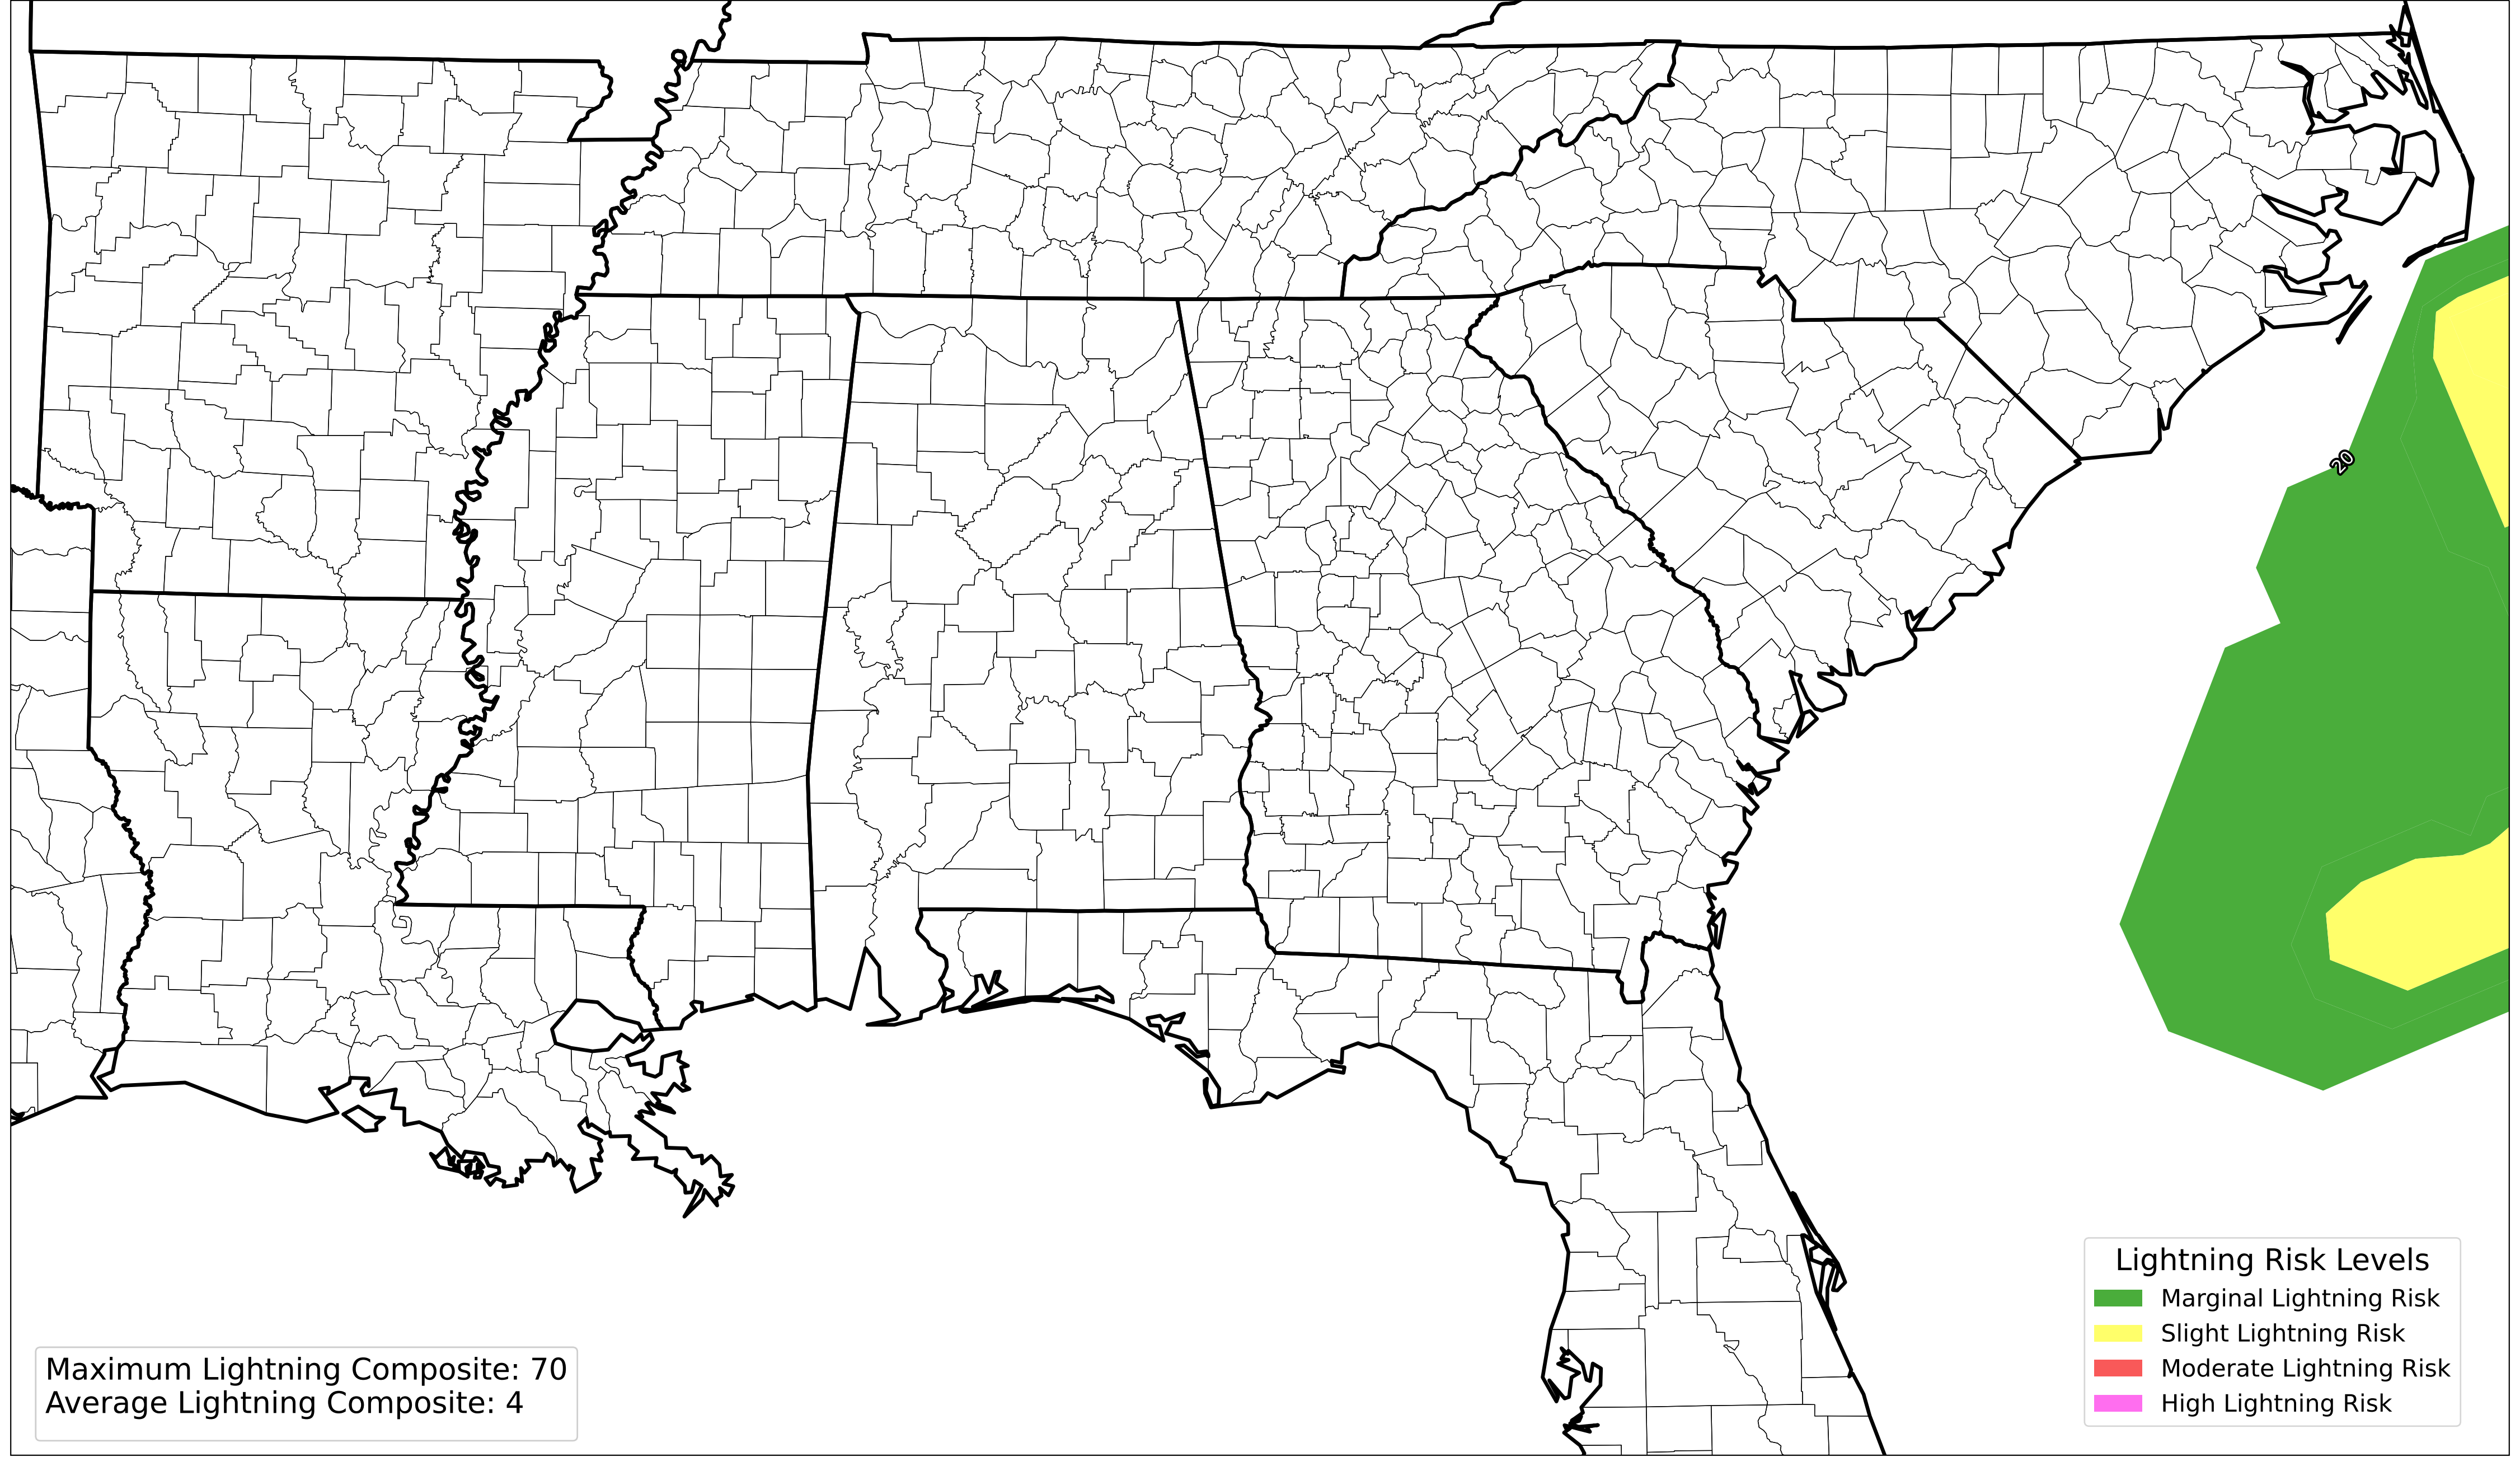 20
Lightning Risk Levels
Marginal Lightning Risk
Slight Lightning Risk
Moderate Lightning Risk
High Lightning Risk
Maximum Lightning Composite: 70
Average Lightning Composite: 4